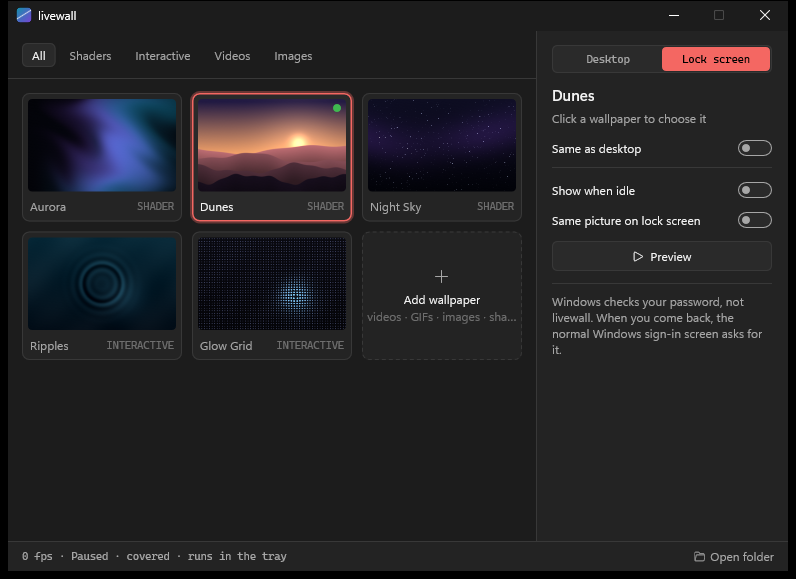 livewall
All
Shaders
Interactive
Videos
Images
Aurora
SHADER
Dunes
SHADER
Night Sky
SHADER
Ripples
INTERACTIVE
Glow Grid
INTERACTIVE
Add wallpaper
videos · GIFs · images · sha...
Desktop
Lock screen
Dunes
Click a wallpaper to choose it
Same as desktop
Show when idle
Same picture on lock screen
Preview
Windows checks your password, not
livewall. When you come back, the
normal Windows sign-in screen asks for
it.
0 fps · Paused · covered · runs in the tray
Open folder